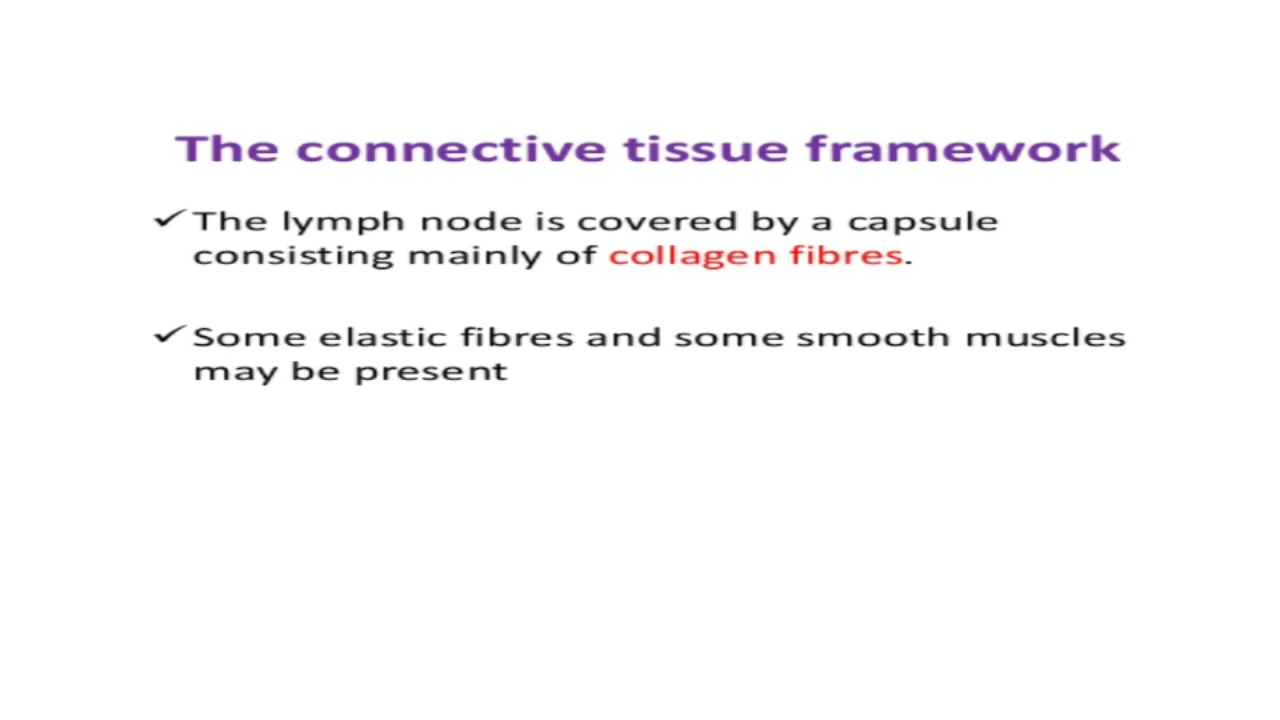 The connective tissue framework
✓ The lymph node is covered by a capsule
consisting mainly of collagen fibres.
✓ Some elastic fibres and some smooth muscles
may be present